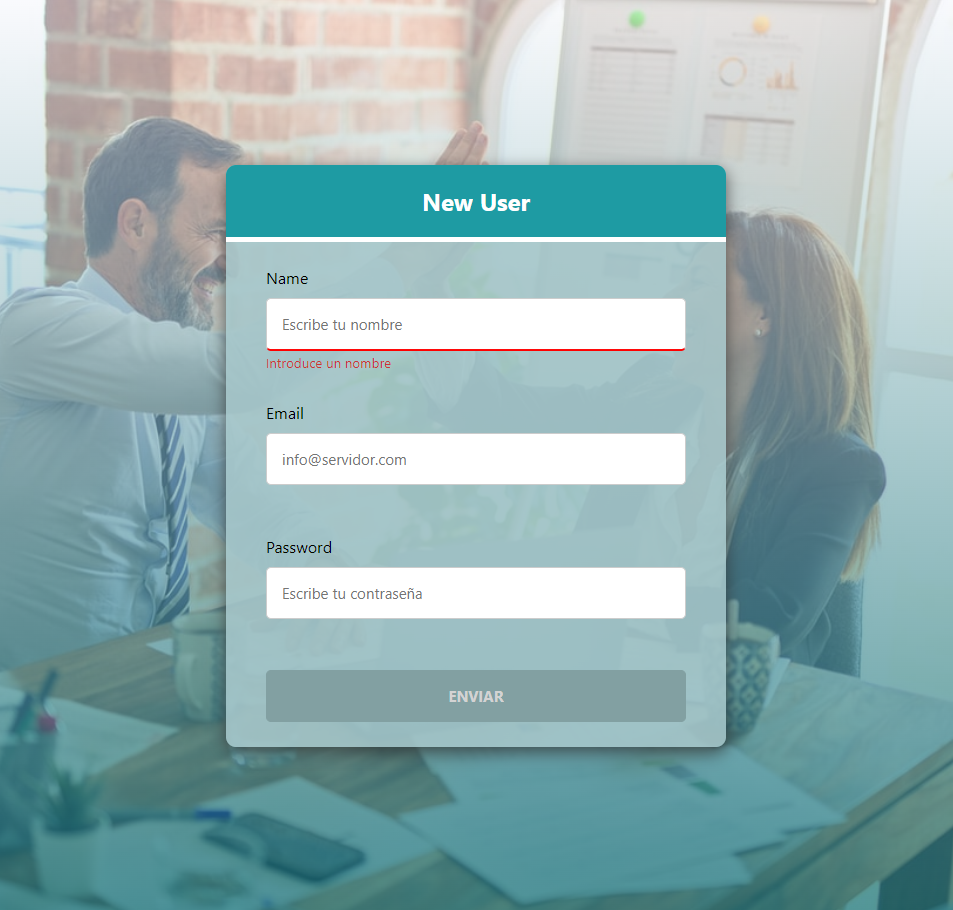 New User
Name
Escribe tu nombre
Introduce un nombre
Email
info@servidor.com
Password
Escribe tu contraseña
ENVIAR